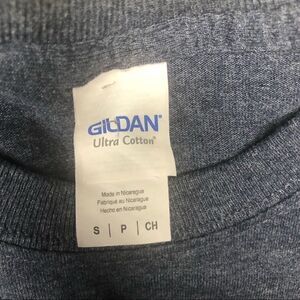 GILDAN®
Ultra Cotton®
Made in Nicaragua
Fabriqué au Nicaragua
Hecho en Nicaragua
S | P | CH